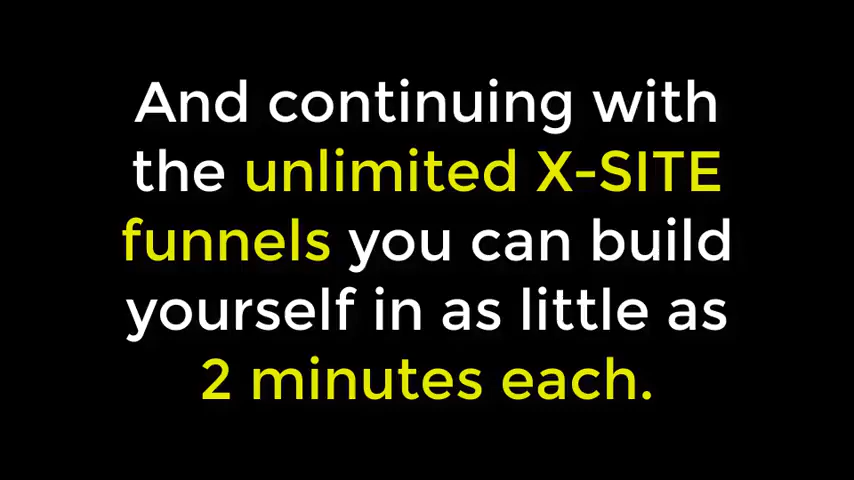 And continuing with
the unlimited X-SITE
funnels you can build
yourself in as little as
2 minutes each.